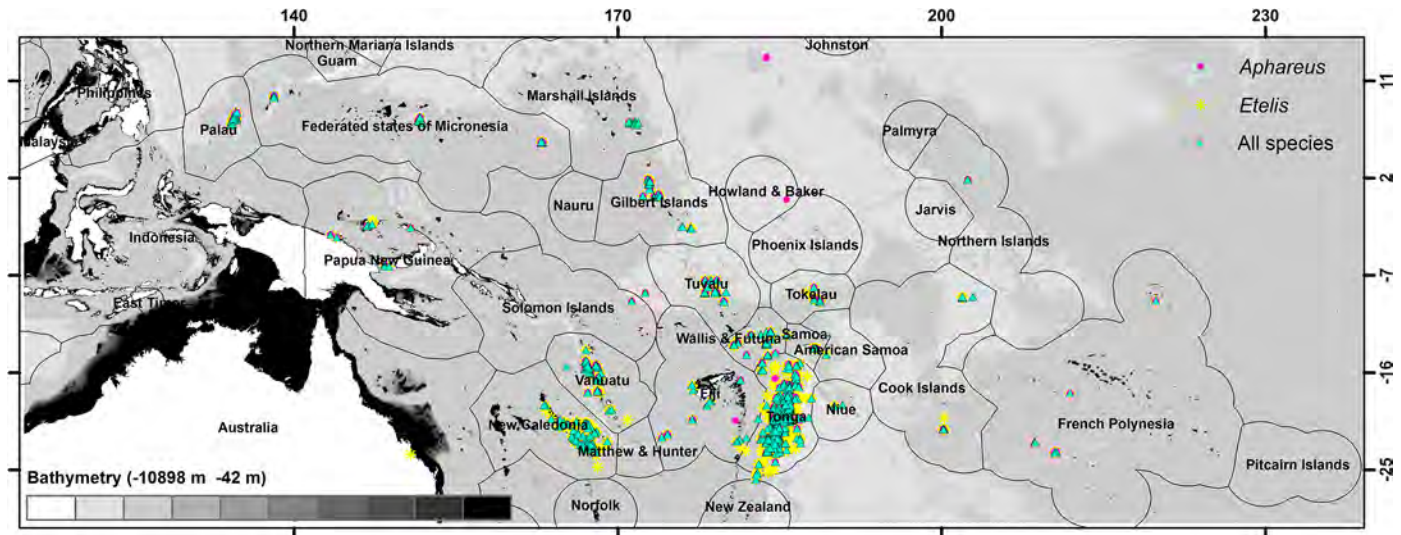 140 170 200 230
Northern Mariana Islands
Johnston
Guam
11
Aphareus
Philippines
Marshall Islands
Etelis
Palau
Federated states of Micronesia
Palmyra
Malaysia
All species
2
Howland & Baker
Nauru
Gilbert Islands
Jarvis
Indonesia
Northern Islands
Phoenix Islands
Papua New Guinea
-7
Tuvalu
Tokelau
East Timor
Solomon Islands
Wallis & Futuna
Samoa
American Samoa
-16
Vanuatu
Cook Islands
Fiji
Niue
Tonga
New Caledonia
French Polynesia
Australia
Matthew & Hunter
Pitcairn Islands
-25
Bathymetry (-10898 m -42 m)
Norfolk
New Zealand